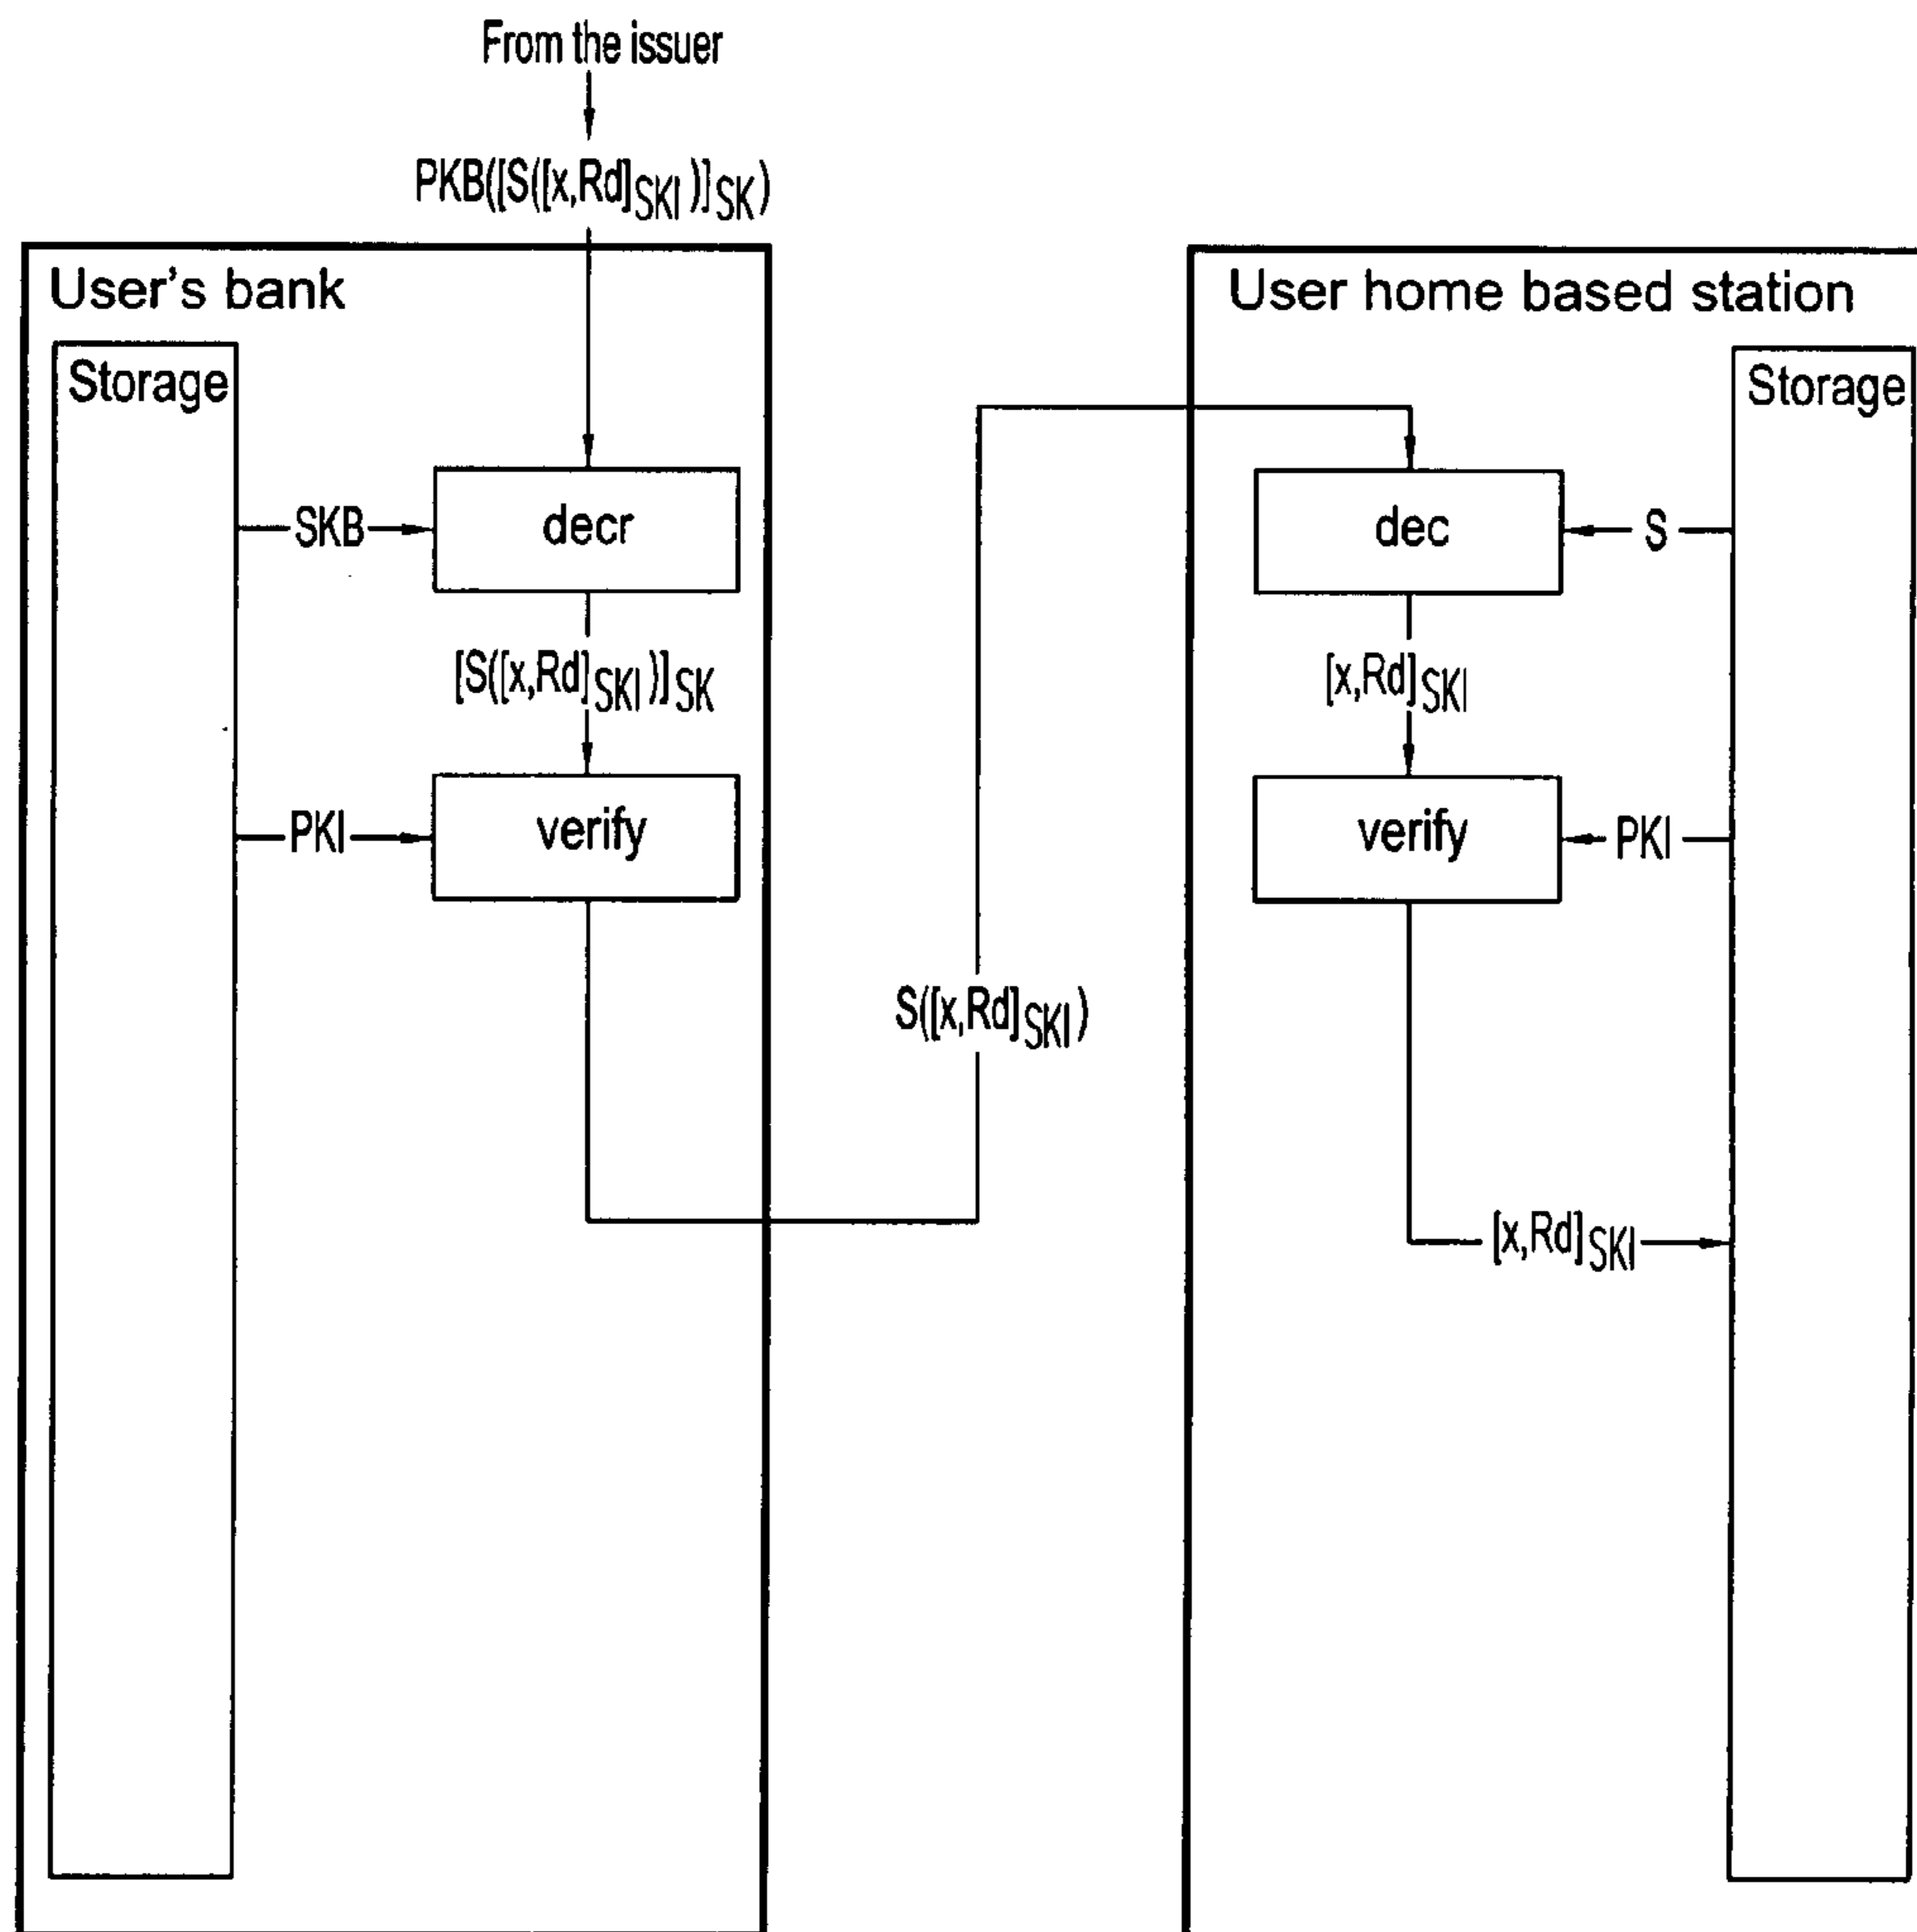 From the issuer
PKB([S([x,Rd]SKI)]SK)
User's bank
Storage
SKB
decr
[S([x,Rd]SKI)]SK
PKI
verify
S([x,Rd]SKI)
User home based station
Storage
dec
S
[x,Rd]SKI
verify
PKI
[x,Rd]SKI